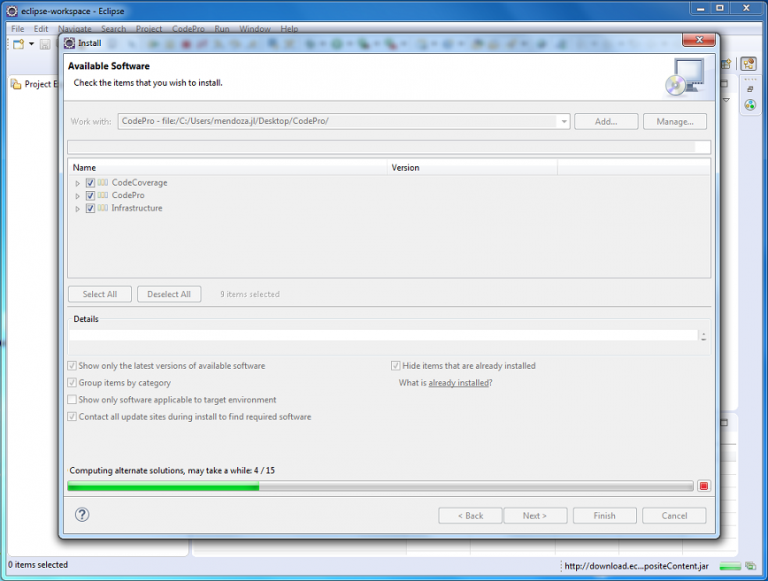 eclipse-workspace - Eclipse
File Edit Navigate Search Project CodePro Run Window Help
Install
Available Software
Check the items that you wish to install.
Project E
Work with: CodePro - file:/C:/Users/mendoza.jl/Desktop/CodePro/ Add... Manage...
Name Version
CodeCoverage
CodePro
Infrastructure
Select All Deselect All 9 items selected
Details
Show only the latest versions of available software Hide items that are already installed
Group items by category What is already installed?
Show only software applicable to target environment
Contact all update sites during install to find required software
Computing alternate solutions, may take a while: 4 / 15
? < Back Next > Finish Cancel
0 items selected http://download.ec...positeContent.jar